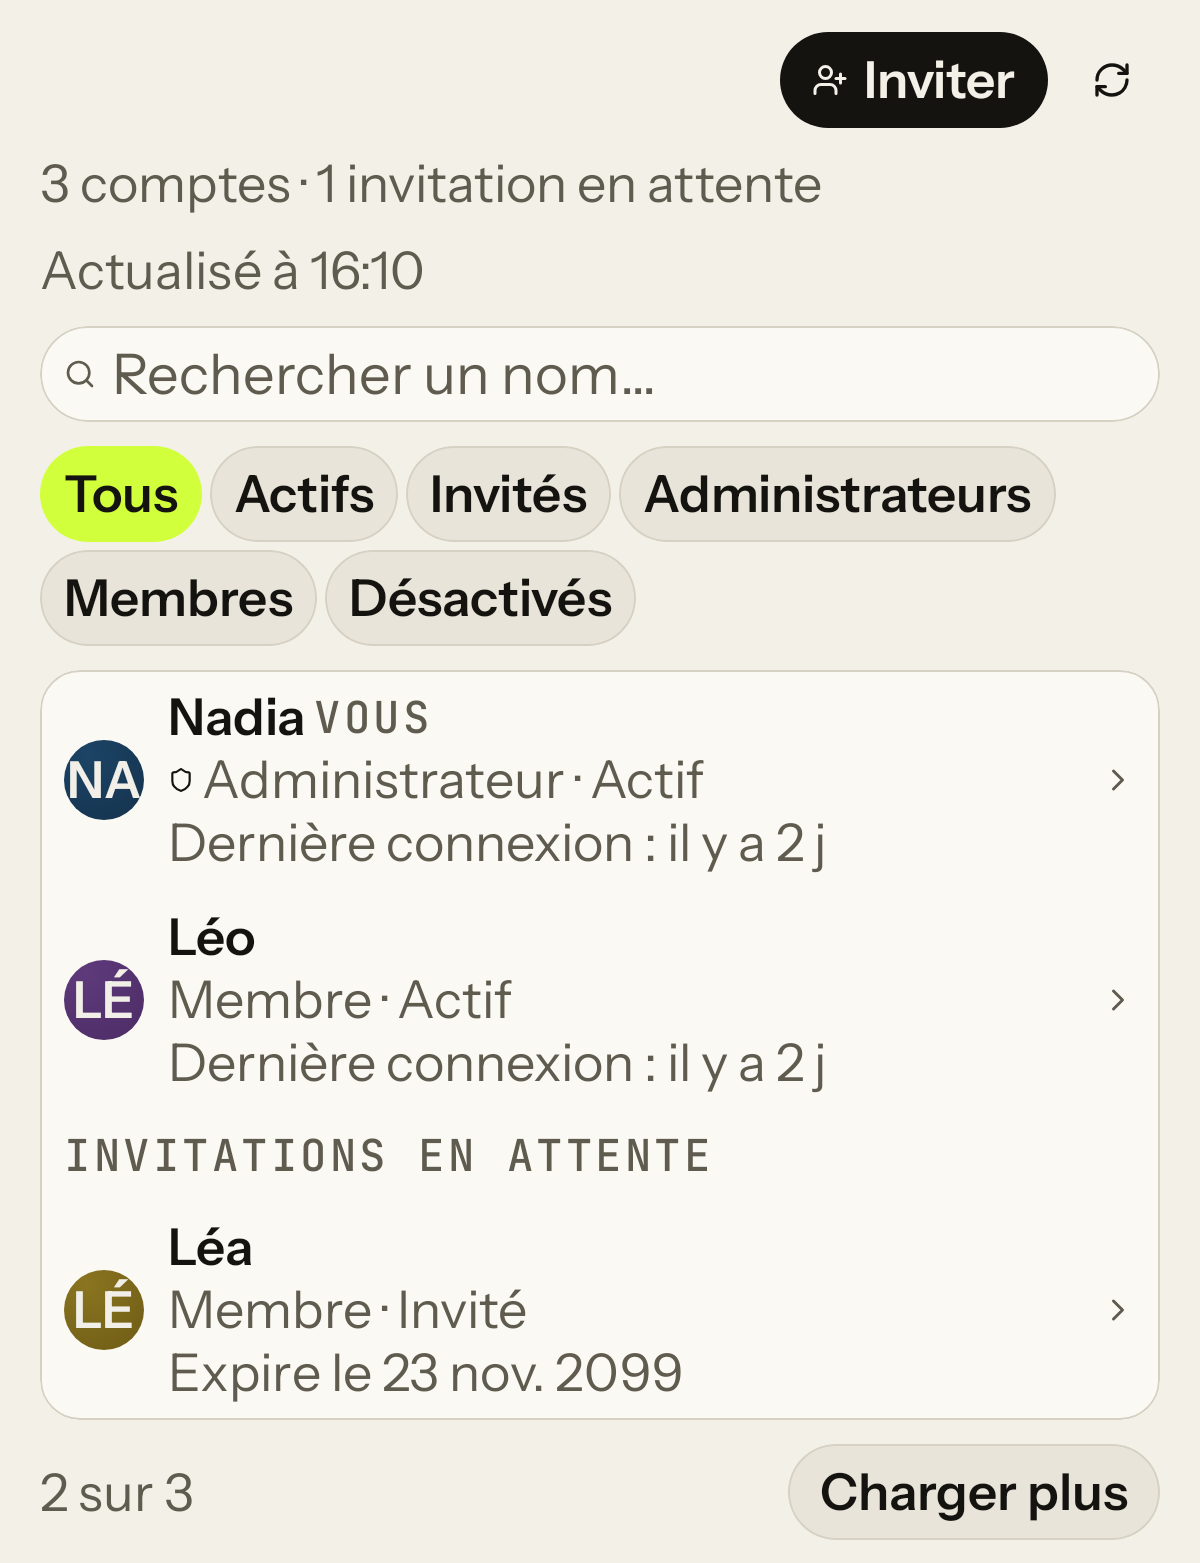 Inviter
3 comptes · 1 invitation en attente
Actualisé à 16:10
Rechercher un nom...
Tous Actifs Invités Administrateurs
Membres Désactivés
Nadia VOUS
NA
Administrateur · Actif
Dernière connexion : il y a 2 j
Léo
LÉ
Membre · Actif
Dernière connexion : il y a 2 j
INVITATIONS EN ATTENTE
Léa
LÉ
Membre · Invité
Expire le 23 nov. 2099
2 sur 3
Charger plus